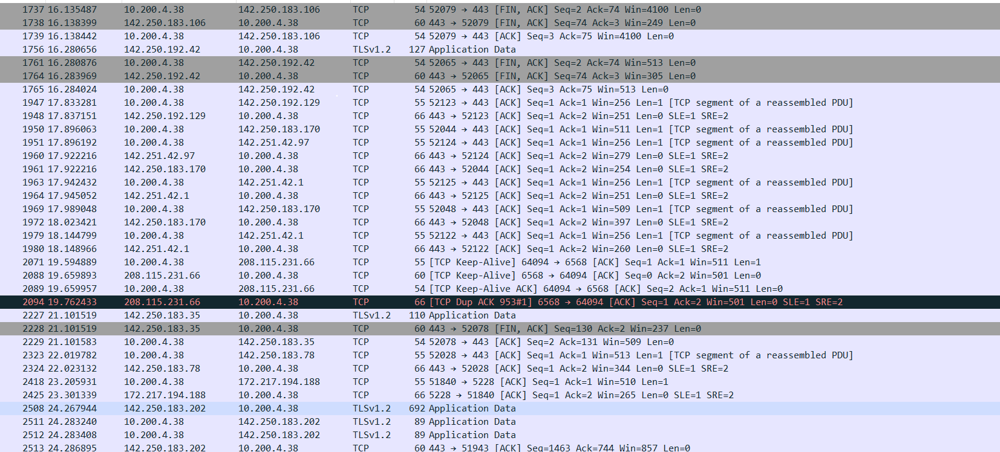 1737 16.135487 10.200.4.38 142.250.183.106 TCP 54 52079 → 443 [FIN, ACK] Seq=2 Ack=74 Win=4100 Len=0
1738 16.138399 142.250.183.106 10.200.4.38 TCP 60 443 → 52079 [FIN, ACK] Seq=74 Ack=3 Win=249 Len=0
1739 16.138442 10.200.4.38 142.250.183.106 TCP 54 52079 → 443 [ACK] Seq=3 Ack=75 Win=4100 Len=0
1756 16.280656 142.250.192.42 10.200.4.38 TLSv1.2 127 Application Data
1761 16.280876 10.200.4.38 142.250.192.42 TCP 54 52065 → 443 [FIN, ACK] Seq=2 Ack=74 Win=513 Len=0
1764 16.283969 142.250.192.42 10.200.4.38 TCP 60 443 → 52065 [FIN, ACK] Seq=74 Ack=3 Win=305 Len=0
1765 16.284024 10.200.4.38 142.250.192.42 TCP 54 52065 → 443 [ACK] Seq=3 Ack=75 Win=513 Len=0
1947 17.833281 10.200.4.38 142.250.192.129 TCP 55 52123 → 443 [ACK] Seq=1 Ack=1 Win=256 Len=1 [TCP segment of a reassembled PDU]
1948 17.837151 142.250.192.129 10.200.4.38 TCP 66 443 → 52123 [ACK] Seq=1 Ack=2 Win=251 Len=0 SLE=1 SRE=2
1950 17.896063 10.200.4.38 142.250.183.170 TCP 55 52044 → 443 [ACK] Seq=1 Ack=1 Win=511 Len=1 [TCP segment of a reassembled PDU]
1951 17.896192 10.200.4.38 142.251.42.97 TCP 55 52124 → 443 [ACK] Seq=1 Ack=1 Win=256 Len=1 [TCP segment of a reassembled PDU]
1960 17.922216 142.251.42.97 10.200.4.38 TCP 66 443 → 52124 [ACK] Seq=1 Ack=2 Win=279 Len=0 SLE=1 SRE=2
1961 17.922216 142.250.183.170 10.200.4.38 TCP 66 443 → 52044 [ACK] Seq=1 Ack=2 Win=254 Len=0 SLE=1 SRE=2
1963 17.942432 10.200.4.38 142.251.42.1 TCP 55 52125 → 443 [ACK] Seq=1 Ack=1 Win=256 Len=1 [TCP segment of a reassembled PDU]
1964 17.945052 142.251.42.1 10.200.4.38 TCP 66 443 → 52125 [ACK] Seq=1 Ack=2 Win=251 Len=0 SLE=1 SRE=2
1969 17.989048 10.200.4.38 142.250.183.170 TCP 55 52048 → 443 [ACK] Seq=1 Ack=1 Win=509 Len=1 [TCP segment of a reassembled PDU]
1972 18.023421 142.250.183.170 10.200.4.38 TCP 66 443 → 52048 [ACK] Seq=1 Ack=2 Win=397 Len=0 SLE=1 SRE=2
1979 18.144799 10.200.4.38 142.251.42.1 TCP 55 52122 → 443 [ACK] Seq=1 Ack=1 Win=256 Len=1 [TCP segment of a reassembled PDU]
1980 18.148966 142.251.42.1 10.200.4.38 TCP 66 443 → 52122 [ACK] Seq=1 Ack=2 Win=260 Len=0 SLE=1 SRE=2
2071 19.594889 10.200.4.38 208.115.231.66 TCP 55 [TCP Keep-Alive] 64094 → 6568 [ACK] Seq=1 Ack=1 Win=511 Len=1
2088 19.659893 208.115.231.66 10.200.4.38 TCP 60 [TCP Keep-Alive] 6568 → 64094 [ACK] Seq=0 Ack=2 Win=501 Len=0
2089 19.659957 10.200.4.38 208.115.231.66 TCP 54 [TCP Keep-Alive ACK] 64094 → 6568 [ACK] Seq=2 Ack=1 Win=511 Len=0
2094 19.762433 208.115.231.66 10.200.4.38 TCP 66 [TCP Dup ACK 953#1] 6568 → 64094 [ACK] Seq=1 Ack=2 Win=501 Len=0 SLE=1 SRE=2
2227 21.101519 142.250.183.35 10.200.4.38 TLSv1.2 110 Application Data
2228 21.101519 142.250.183.35 10.200.4.38 TCP 60 443 → 52078 [FIN, ACK] Seq=130 Ack=2 Win=237 Len=0
2229 21.101583 10.200.4.38 142.250.183.35 TCP 54 52078 → 443 [ACK] Seq=2 Ack=131 Win=509 Len=0
2323 22.019782 10.200.4.38 142.250.183.78 TCP 55 52028 → 443 [ACK] Seq=1 Ack=1 Win=513 Len=1 [TCP segment of a reassembled PDU]
2324 22.023132 142.250.183.78 10.200.4.38 TCP 66 443 → 52028 [ACK] Seq=1 Ack=2 Win=344 Len=0 SLE=1 SRE=2
2418 23.205931 10.200.4.38 172.217.194.188 TCP 55 51840 → 5228 [ACK] Seq=1 Ack=1 Win=510 Len=1
2425 23.301339 172.217.194.188 10.200.4.38 TCP 66 5228 → 51840 [ACK] Seq=1 Ack=2 Win=265 Len=0 SLE=1 SRE=2
2508 24.267944 142.250.183.202 10.200.4.38 TLSv1.2 692 Application Data
2511 24.283240 10.200.4.38 142.250.183.202 TLSv1.2 89 Application Data
2512 24.283408 10.200.4.38 142.250.183.202 TLSv1.2 89 Application Data
2513 24.286895 142.250.183.202 10.200.4.38 TCP 60 443 → 51943 [ACK] Seq=1463 Ack=744 Win=857 Len=0